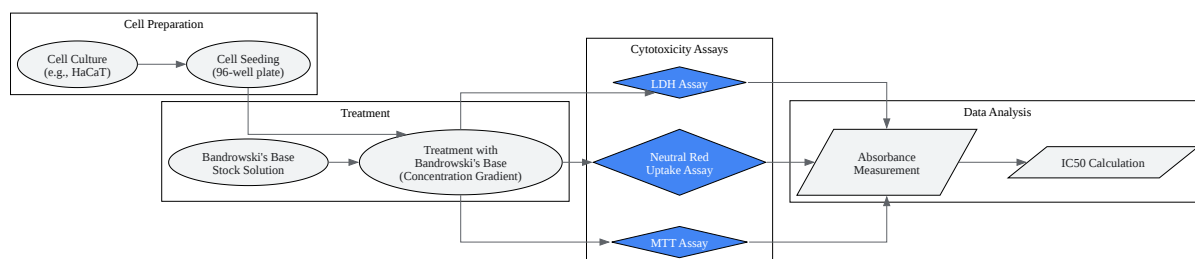 Cell Preparation
Cell Culture
(e.g., HaCaT)
Cell Seeding
(96-well plate)
Treatment
Bandrowski's Base
Stock Solution
Treatment with
Bandrowski's Base
(Concentration Gradient)
Cytotoxicity Assays
LDH Assay
Neutral Red
Uptake Assay
MTT Assay
Data Analysis
Absorbance
Measurement
IC50 Calculation